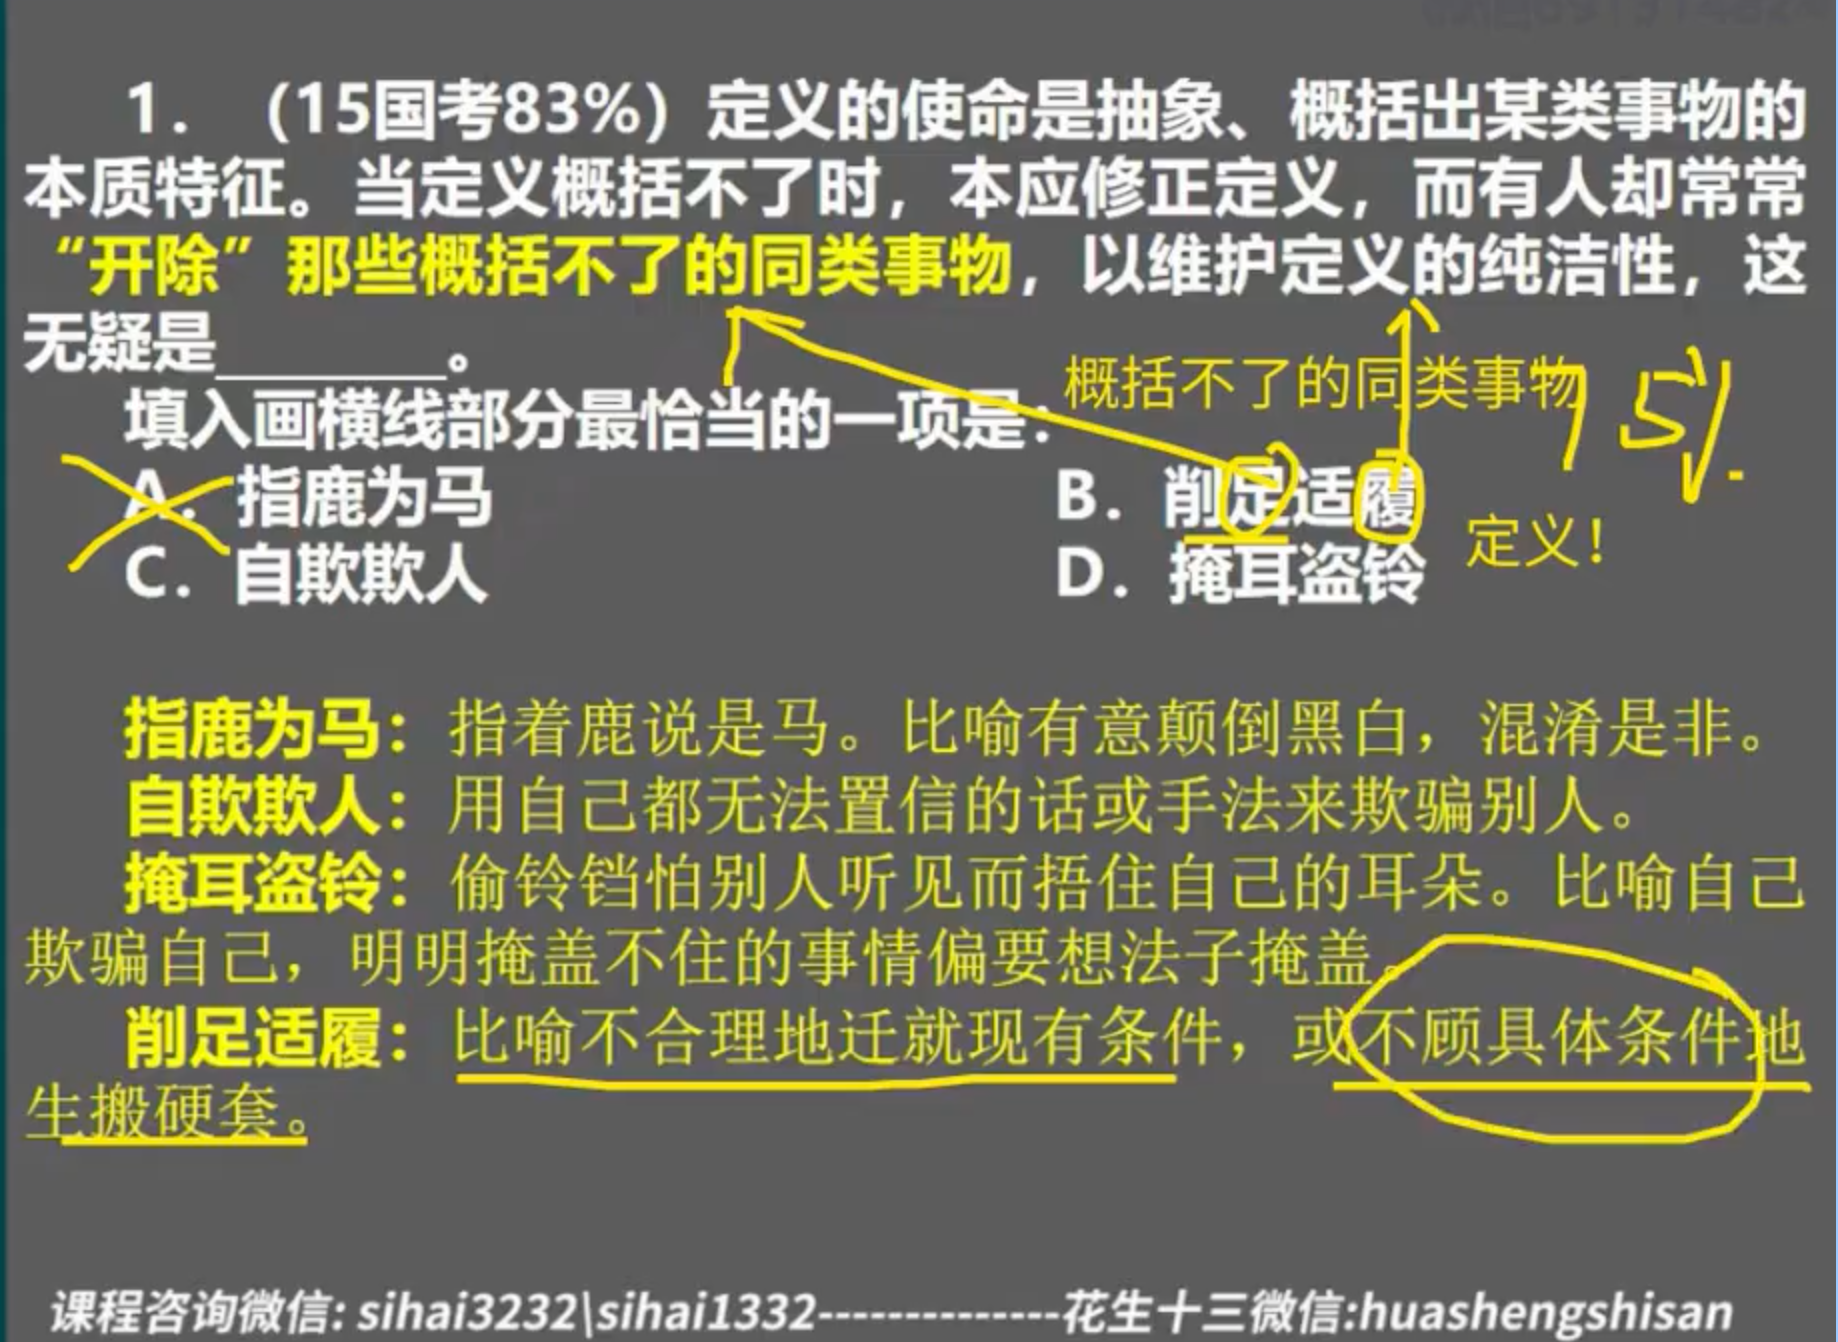 1. （15国考83%）定义的使命是抽象、概括出某类事物的
本质特征。当定义概括不了时，本应修正定义，而有人却常常
“开除”那些概括不了的同类事物，以维护定义的纯洁性，这
无疑是________。
概括不了的同类事物
填入画横线部分最恰当的一项是：
A. 指鹿为马
B. 削足适履
定义！
C. 自欺欺人
D. 掩耳盗铃
指鹿为马：指着鹿说是马。比喻有意颠倒黑白，混淆是非。
自欺欺人：用自己都无法置信的话或手法来欺骗别人。
掩耳盗铃：偷铃铛怕别人听见而捂住自己的耳朵。比喻自己
欺骗自己，明明掩盖不住的事情偏要想法子掩盖。
削足适履：比喻不合理地迁就现有条件，或不顾具体条件地
生搬硬套。
课程咨询微信: sihai3232\sihai1332--------------花生十三微信:huashengshisan